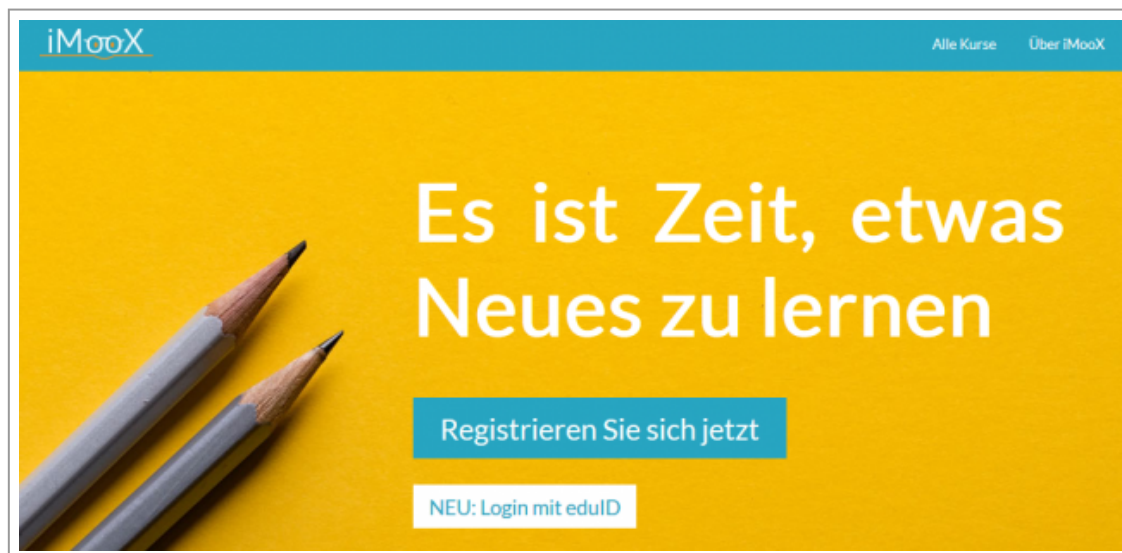 iMooX
Alle Kurse Über iMooX
Es ist Zeit, etwas
Neues zu lernen
Registrieren Sie sich jetzt
NEU: Login mit eduID